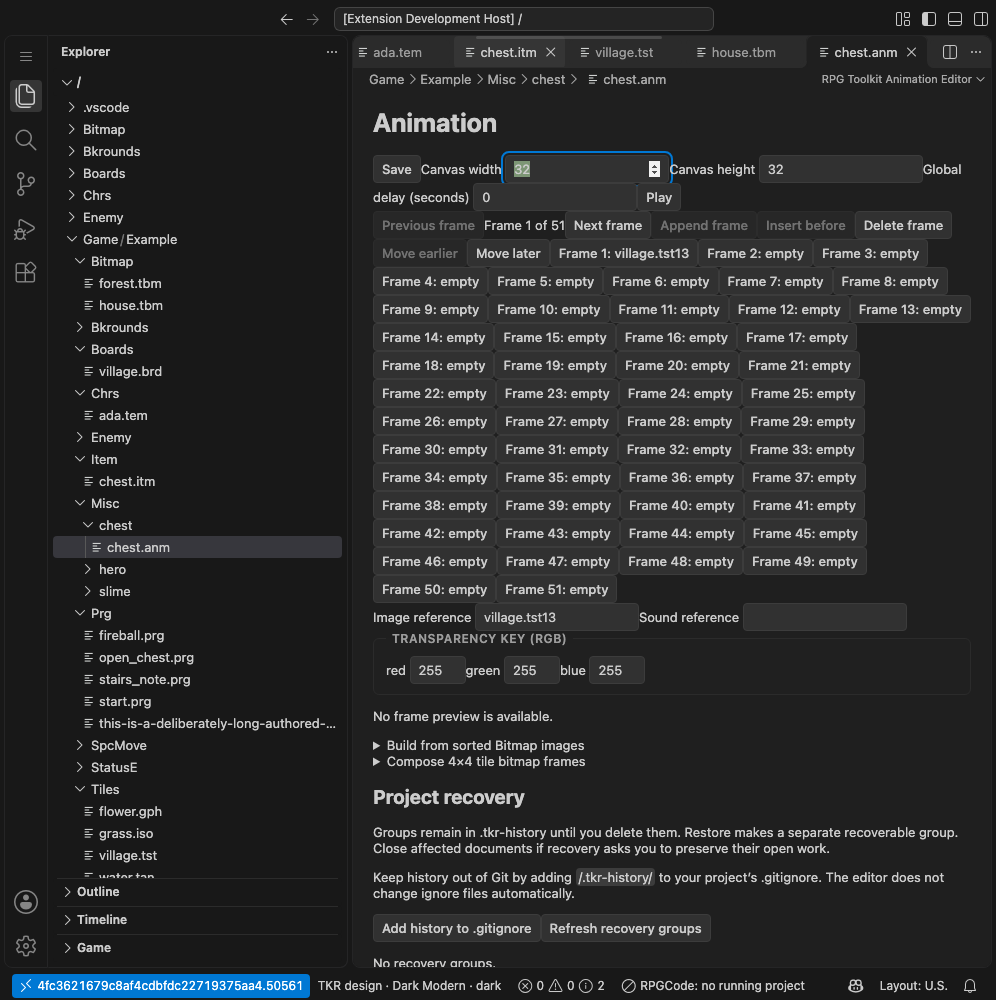 [Extension Development Host] /
Explorer
/
.vscode
Bitmap
Bkrounds
Boards
Chrs
Enemy
Game / Example
Bitmap
forest.tbm
house.tbm
Bkrounds
Boards
village.brd
Chrs
ada.tem
Enemy
Item
chest.itm
Misc
chest
chest.anm
hero
slime
Prg
fireball.prg
open_chest.prg
stairs_note.prg
start.prg
this-is-a-deliberately-long-authored-...
SpcMove
StatusE
Tiles
flower.gph
grass.iso
village.tst
water.tan
Outline
Timeline
Game
ada.tem chest.itm village.tst house.tbm chest.anm
Game > Example > Misc > chest > chest.anm RPG Toolkit Animation Editor
Animation
Save Canvas width 32 Canvas height 32 Global
delay (seconds) 0 Play
Previous frame Frame 1 of 51 Next frame Append frame Insert before Delete frame
Move earlier Move later Frame 1: village.tst13 Frame 2: empty Frame 3: empty
Frame 4: empty Frame 5: empty Frame 6: empty Frame 7: empty Frame 8: empty
Frame 9: empty Frame 10: empty Frame 11: empty Frame 12: empty Frame 13: empty
Frame 14: empty Frame 15: empty Frame 16: empty Frame 17: empty
Frame 18: empty Frame 19: empty Frame 20: empty Frame 21: empty
Frame 22: empty Frame 23: empty Frame 24: empty Frame 25: empty
Frame 26: empty Frame 27: empty Frame 28: empty Frame 29: empty
Frame 30: empty Frame 31: empty Frame 32: empty Frame 33: empty
Frame 34: empty Frame 35: empty Frame 36: empty Frame 37: empty
Frame 38: empty Frame 39: empty Frame 40: empty Frame 41: empty
Frame 42: empty Frame 43: empty Frame 44: empty Frame 45: empty
Frame 46: empty Frame 47: empty Frame 48: empty Frame 49: empty
Frame 50: empty Frame 51: empty
Image reference village.tst13 Sound reference
TRANSPARENCY KEY (RGB)
red 255 green 255 blue 255
No frame preview is available.
Build from sorted Bitmap images
Compose 4×4 tile bitmap frames
Project recovery
Groups remain in .tkr-history until you delete them. Restore makes a separate recoverable group.
Close affected documents if recovery asks you to preserve their open work.
Keep history out of Git by adding /.tkr-history/ to your project's .gitignore. The editor does not
change ignore files automatically.
Add history to .gitignore Refresh recovery groups
No recovery groups.
4fc3621679c8af4cdbfdc22719375aa4.50561 TKR design · Dark Modern · dark 0 0 2 RPGCode: no running project Layout: U.S.